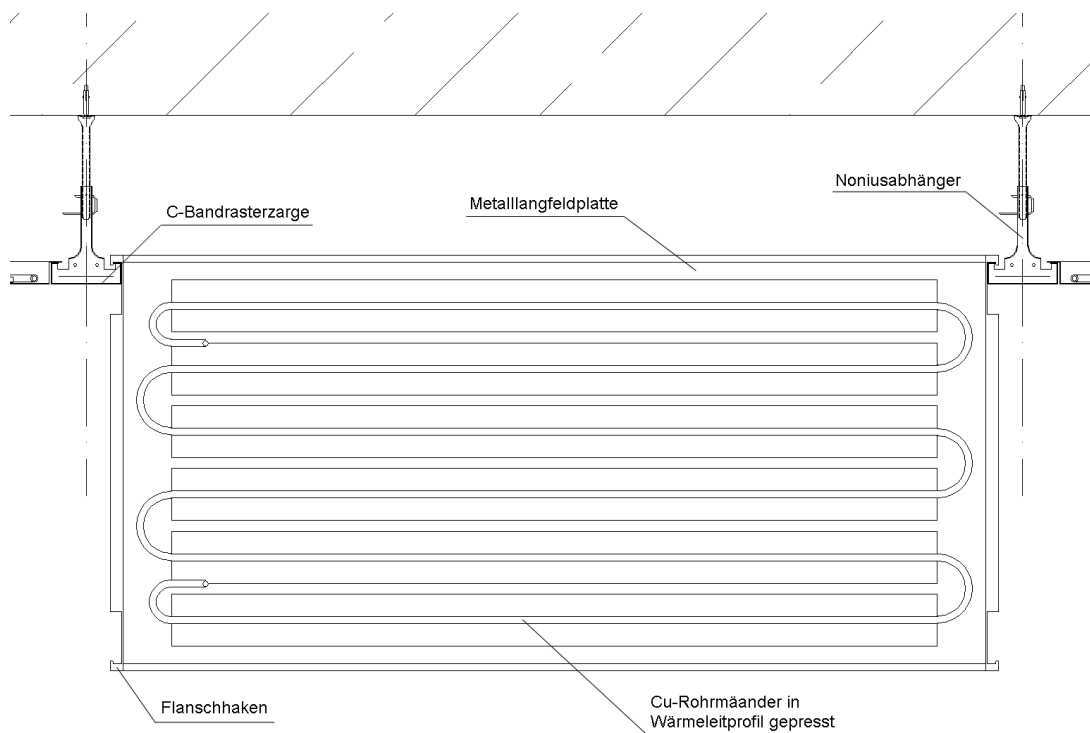 Noniusabhänger
Metalllangfeldplatte
C-Bandrasterzarge
Flanschhaken
Cu-Rohrmäander in
Wärmeleitprofil gepresst